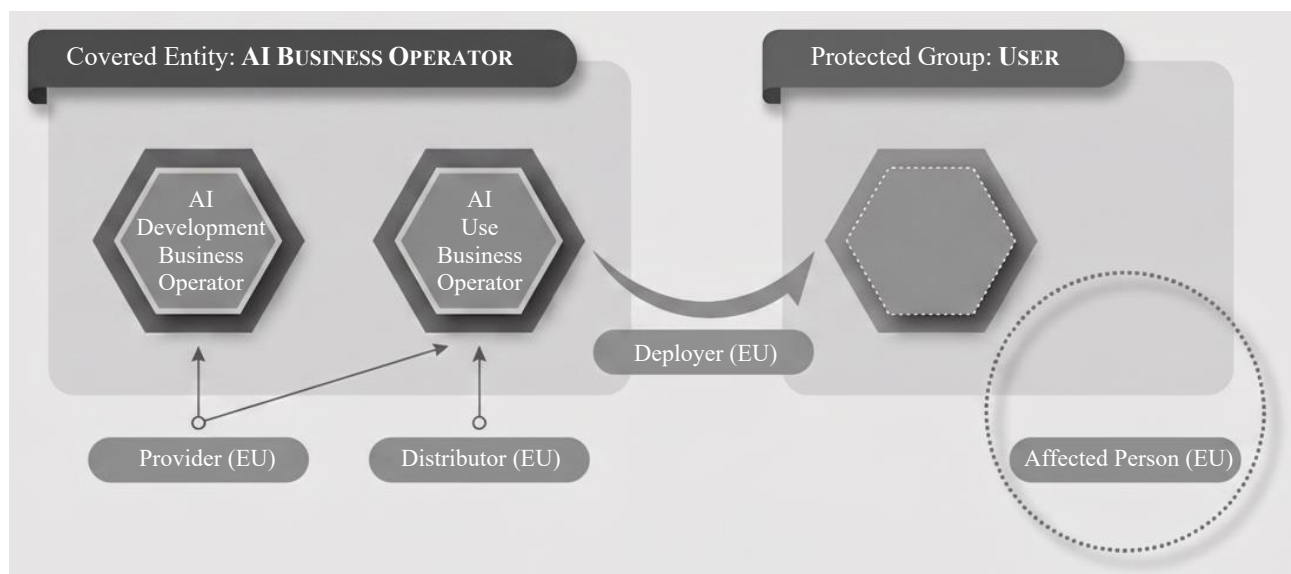 Covered Entity: AI BUSINESS OPERATOR
Protected Group: USER
AI
Development
Business
Operator
AI
Use
Business
Operator
Deployer (EU)
Provider (EU)
Distributor (EU)
Affected Person (EU)